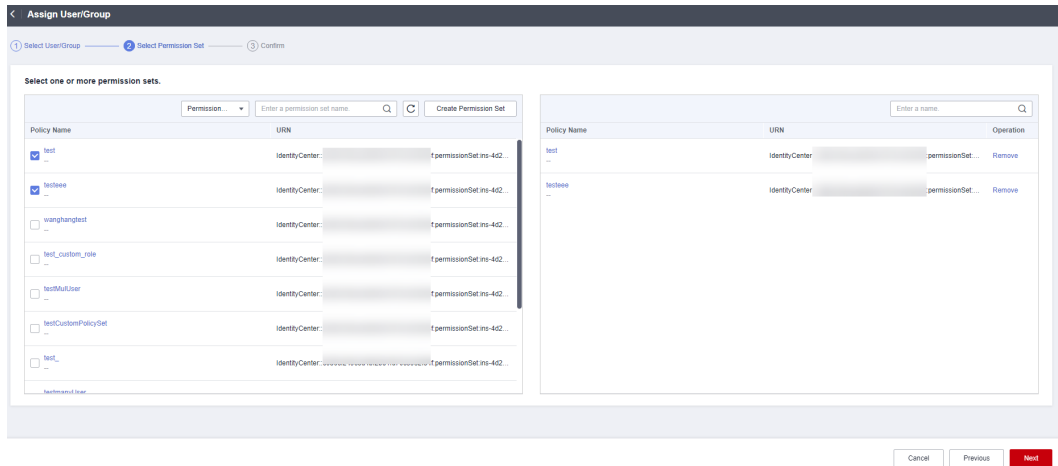 < Assign User/Group
1 Select User/Group 2 Select Permission Set 3 Confirm
Select one or more permission sets.
Permission... Enter a permission set name. Create Permission Set
Policy Name URN
test
--
IdentityCenter:: f:permissionSet:ins-4d2...
testeee
--
IdentityCenter:: f:permissionSet:ins-4d2...
wanghangtest
--
IdentityCenter:: f:permissionSet:ins-4d2...
test_custom_role
--
IdentityCenter:: f:permissionSet:ins-4d2...
testMulUser
--
IdentityCenter:: f:permissionSet:ins-4d2...
testCustomPolicySet
--
IdentityCenter:: f:permissionSet:ins-4d2...
test_
--
IdentityCenter: f:permissionSet:ins-4d2...
testmanyUser
Enter a name.
Policy Name URN Operation
test
--
IdentityCenter :permissionSet:... Remove
testeee
--
IdentityCenter :permissionSet:... Remove
Cancel Previous Next